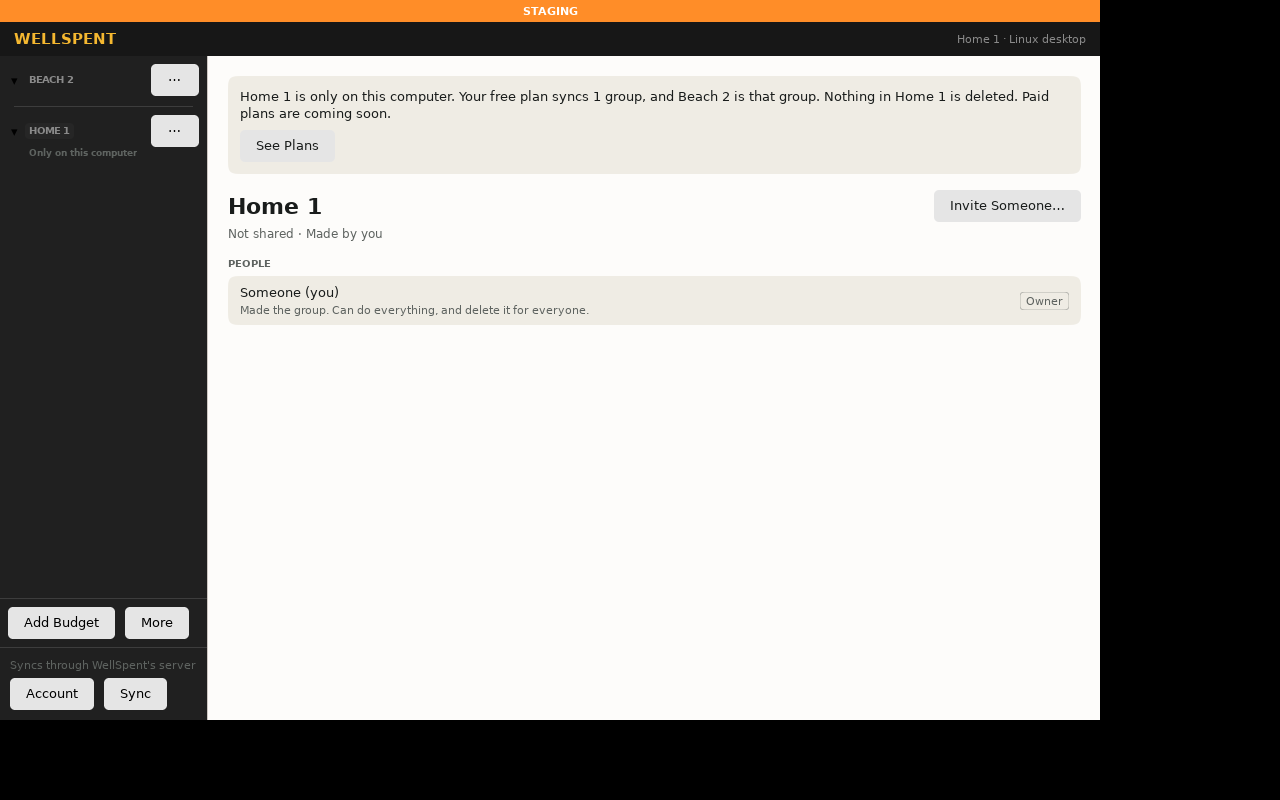 STAGING
WELLSPENT
Home 1 · Linux desktop
BEACH 2
...
HOME 1
...
Only on this computer
Home 1 is only on this computer. Your free plan syncs 1 group, and Beach 2 is that group. Nothing in Home 1 is deleted. Paid
plans are coming soon.
See Plans
Home 1
Invite Someone...
Not shared · Made by you
PEOPLE
Someone (you)
Made the group. Can do everything, and delete it for everyone.
Owner
Add Budget
More
Syncs through WellSpent's server
Account
Sync